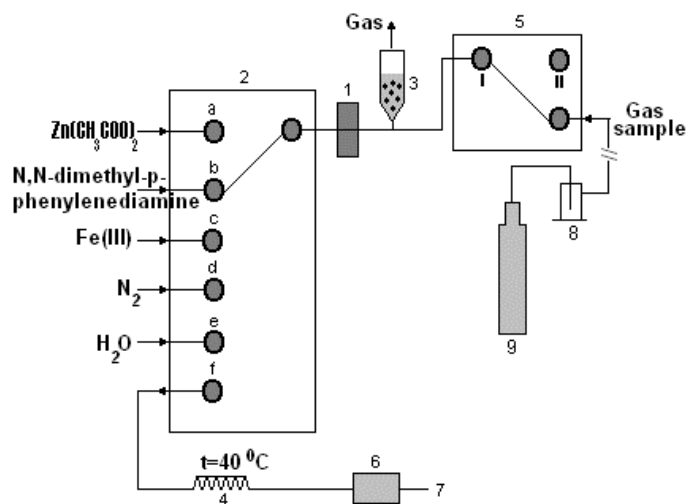 Gas
5
2
1
3
a
I
II
Zn(CH3COO)2
Gas
sample
b
N,N-dimethyl-p-
phenylenediamine
c
Fe(III)
8
d
N2
e
H2O
9
f
t=40 ⁰C
6
4
7